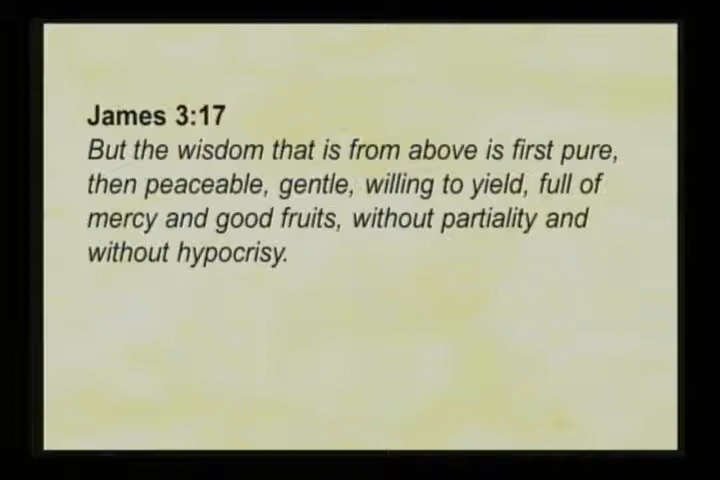 James 3:17
But the wisdom that is from above is first pure,
then peaceable, gentle, willing to yield, full of
mercy and good fruits, without partiality and
without hypocrisy.